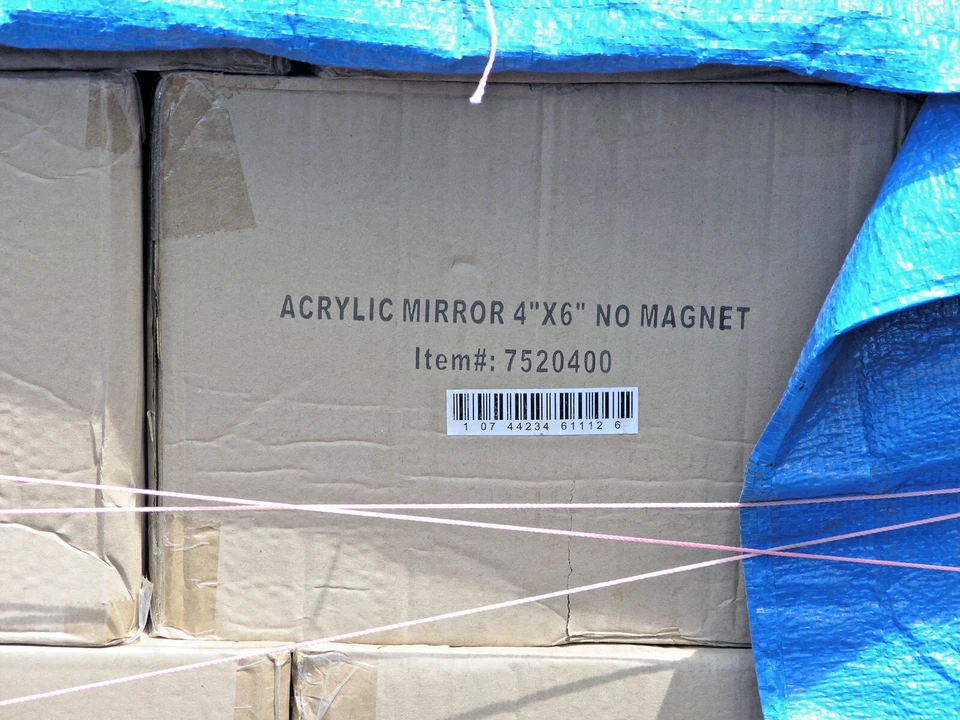 ACRYLIC MIRROR 4"X6" NO MAGNET
Item#: 7520400
1 07 44234 61112 6